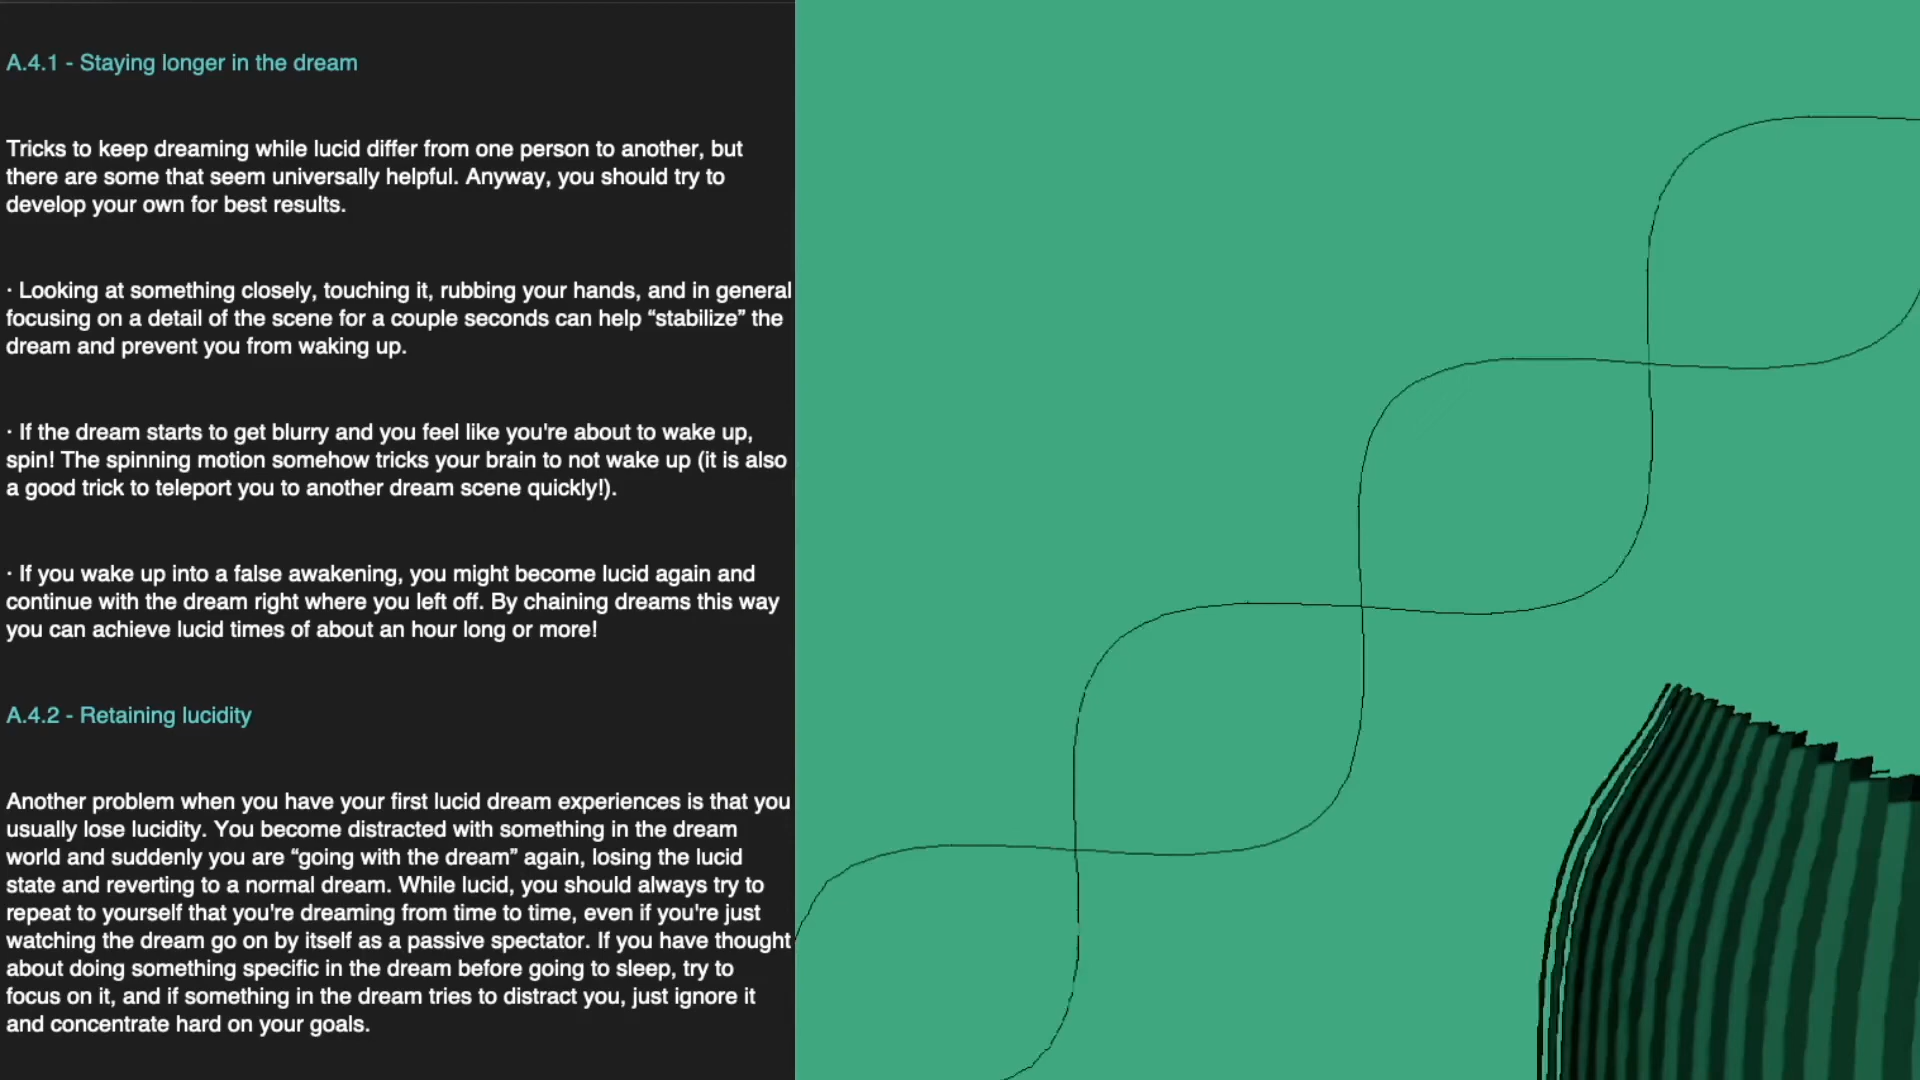 A.4.1 - Staying longer in the dream
Tricks to keep dreaming while lucid differ from one person to another, but
there are some that seem universally helpful. Anyway, you should try to
develop your own for best results.
· Looking at something closely, touching it, rubbing your hands, and in general
focusing on a detail of the scene for a couple seconds can help “stabilize” the
dream and prevent you from waking up.
· If the dream starts to get blurry and you feel like you're about to wake up,
spin! The spinning motion somehow tricks your brain to not wake up (it is also
a good trick to teleport you to another dream scene quickly!).
· If you wake up into a false awakening, you might become lucid again and
continue with the dream right where you left off. By chaining dreams this way
you can achieve lucid times of about an hour long or more!
A.4.2 - Retaining lucidity
Another problem when you have your first lucid dream experiences is that you
usually lose lucidity. You become distracted with something in the dream
world and suddenly you are “going with the dream” again, losing the lucid
state and reverting to a normal dream. While lucid, you should always try to
repeat to yourself that you're dreaming from time to time, even if you're just
watching the dream go on by itself as a passive spectator. If you have thought
about doing something specific in the dream before going to sleep, try to
focus on it, and if something in the dream tries to distract you, just ignore it
and concentrate hard on your goals.